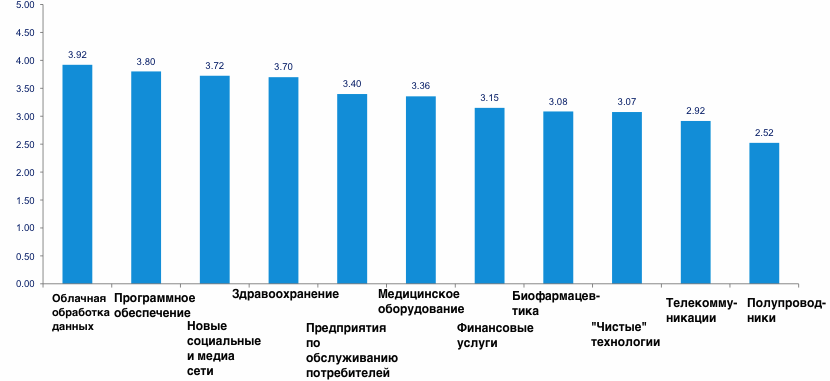 5.00
4.50
4.00
3.50
3.00
2.50
2.00
1.50
1.00
0.50
0.00
3.92
3.80
3.72
3.70
3.40
3.36
3.15
3.08
3.07
2.92
2.52
Облачная
обработка
данных
Программное
обеспечение
Новые
социальные
и медиа
сети
Здравоохранение
Предприятия
по
обслуживанию
потребителей
Медицинское
оборудование
Финансовые
услуги
Биофармацев-
тика
"Чистые"
технологии
Телекомму-
никации
Полупровод-
ники